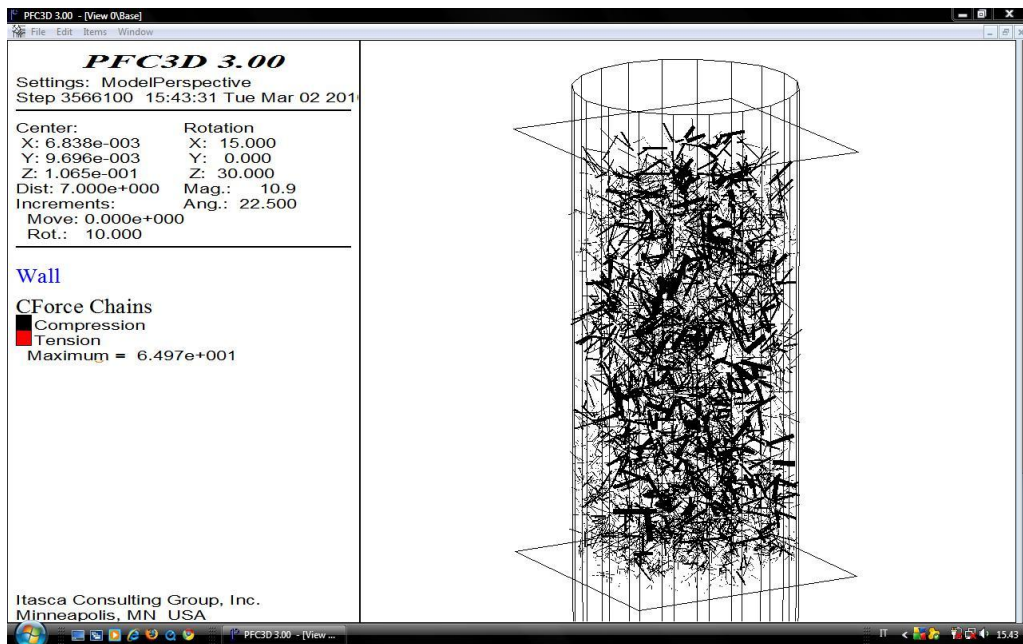 PFC3D 3.00 - [View 0\Base]
File Edit Items Window
PFC3D 3.00
Settings: ModelPerspective
Step 3566100 15:43:31 Tue Mar 02 201
Center: Rotation
X: 6.838e-003 X: 15.000
Y: 9.696e-003 Y: 0.000
Z: 1.065e-001 Z: 30.000
Dist: 7.000e+000 Mag.: 10.9
Increments: Ang.: 22.500
Move: 0.000e+000
Rot.: 10.000
Wall
CForce Chains
Compression
Tension
Maximum = 6.497e+001
Itasca Consulting Group, Inc.
Minneapolis, MN USA
PFC3D 3.00 - [View ...
IT
15.43